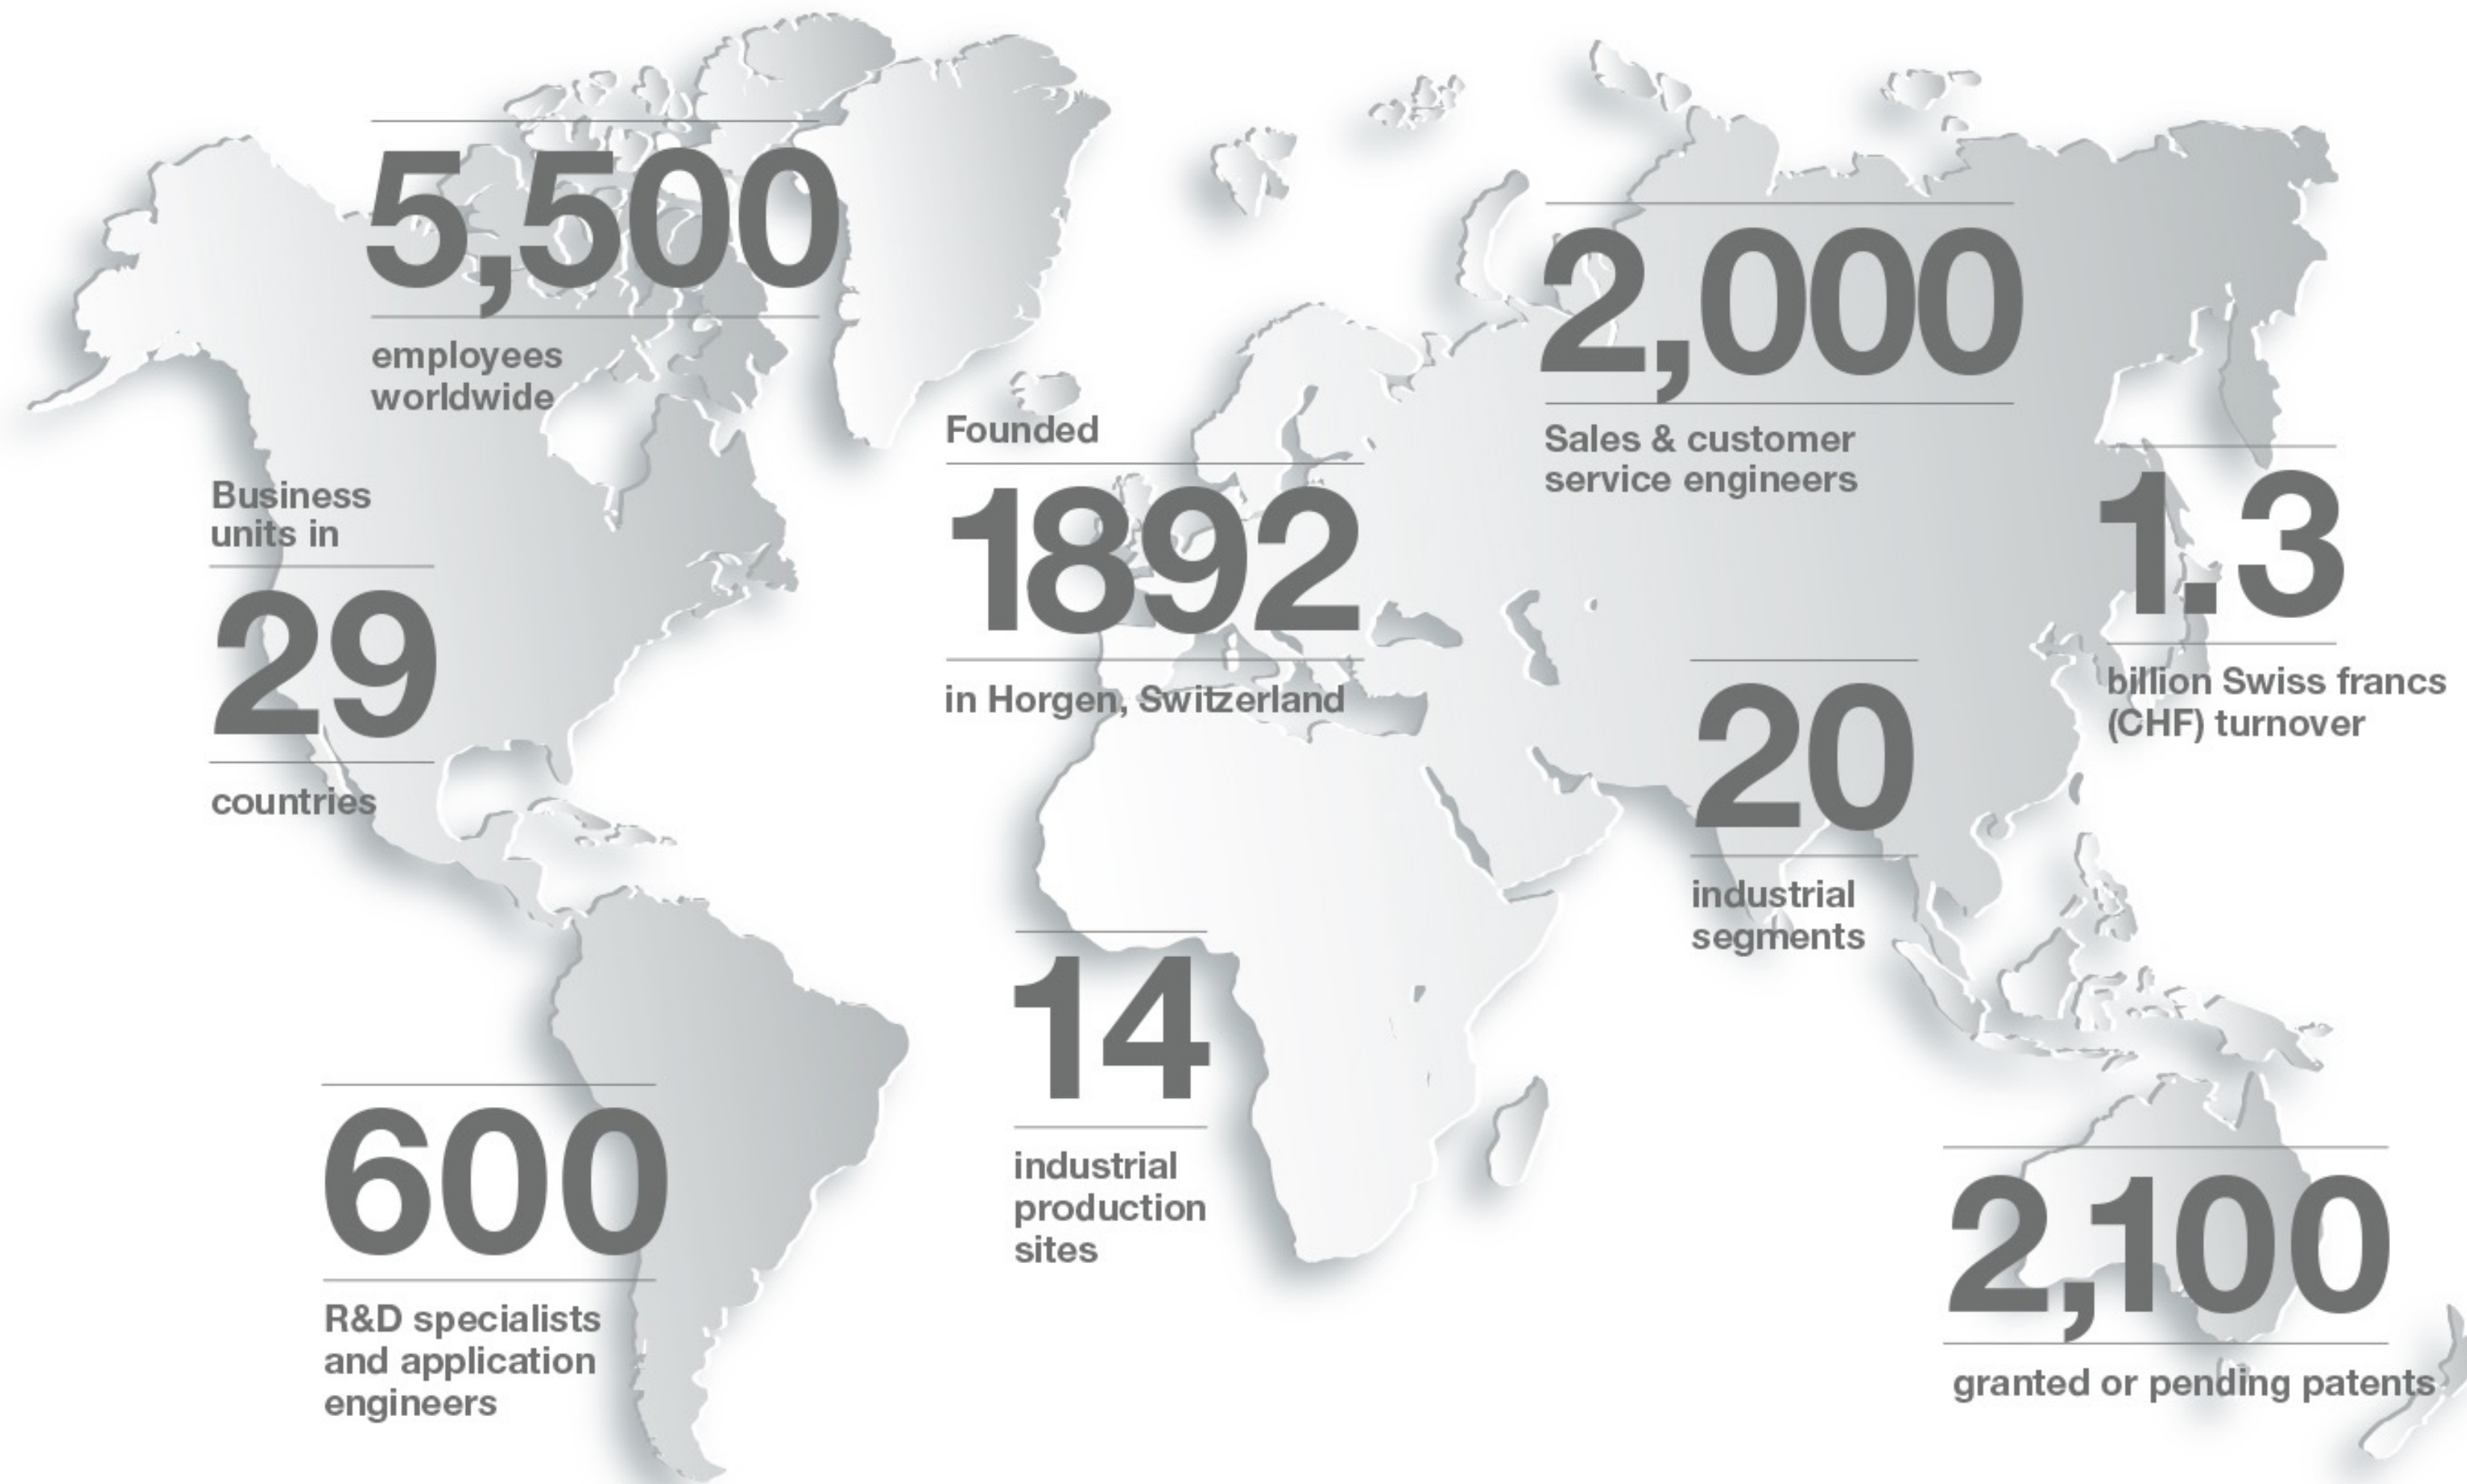 5,500
employees
worldwide
Business
units in
29
countries
600
R&D specialists
and application
engineers
Founded
1892
in Horgen, Switzerland
14
industrial
production
sites
2,000
Sales & customer
service engineers
20
industrial
segments
1.3
billion Swiss francs
(CHF) turnover
2,100
granted or pending patents